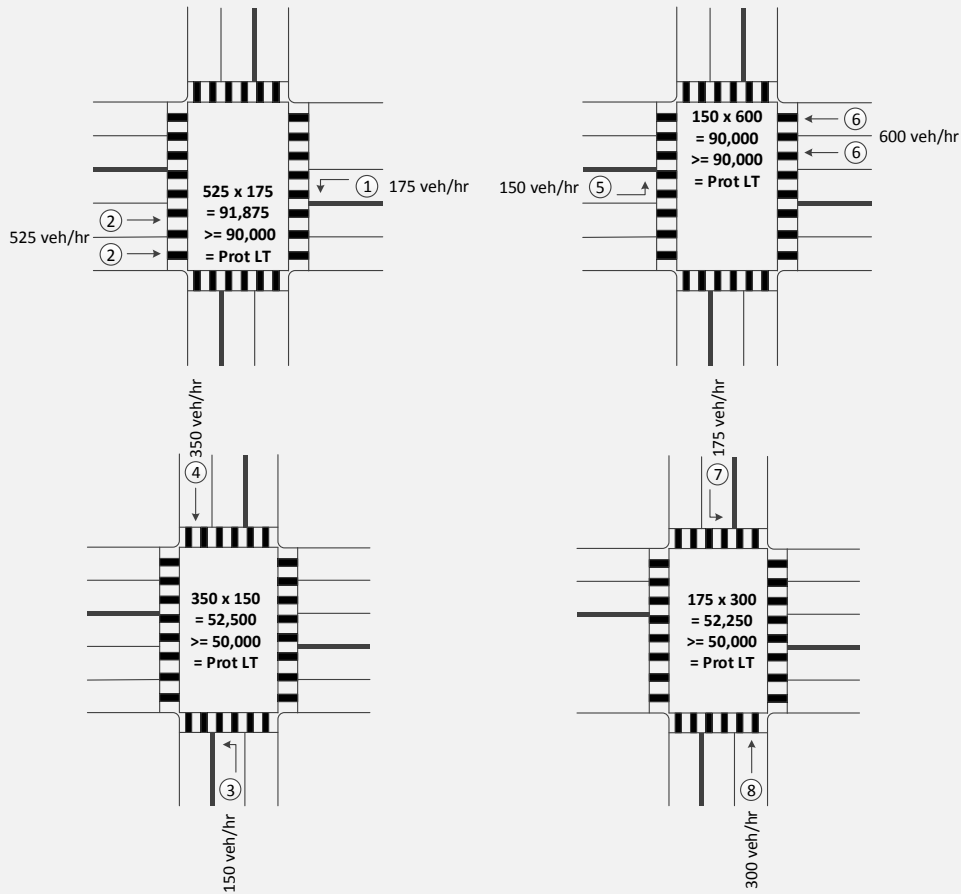 525 x 175
= 91,875
>= 90,000
= Prot LT
1 175 veh/hr
2
525 veh/hr
2
150 x 600
= 90,000
>= 90,000
= Prot LT
6
600 veh/hr
6
150 veh/hr 5
350 veh/hr
4
350 x 150
= 52,500
>= 50,000
= Prot LT
3
150 veh/hr
175 veh/hr
7
175 x 300
= 52,250
>= 50,000
= Prot LT
8
300 veh/hr